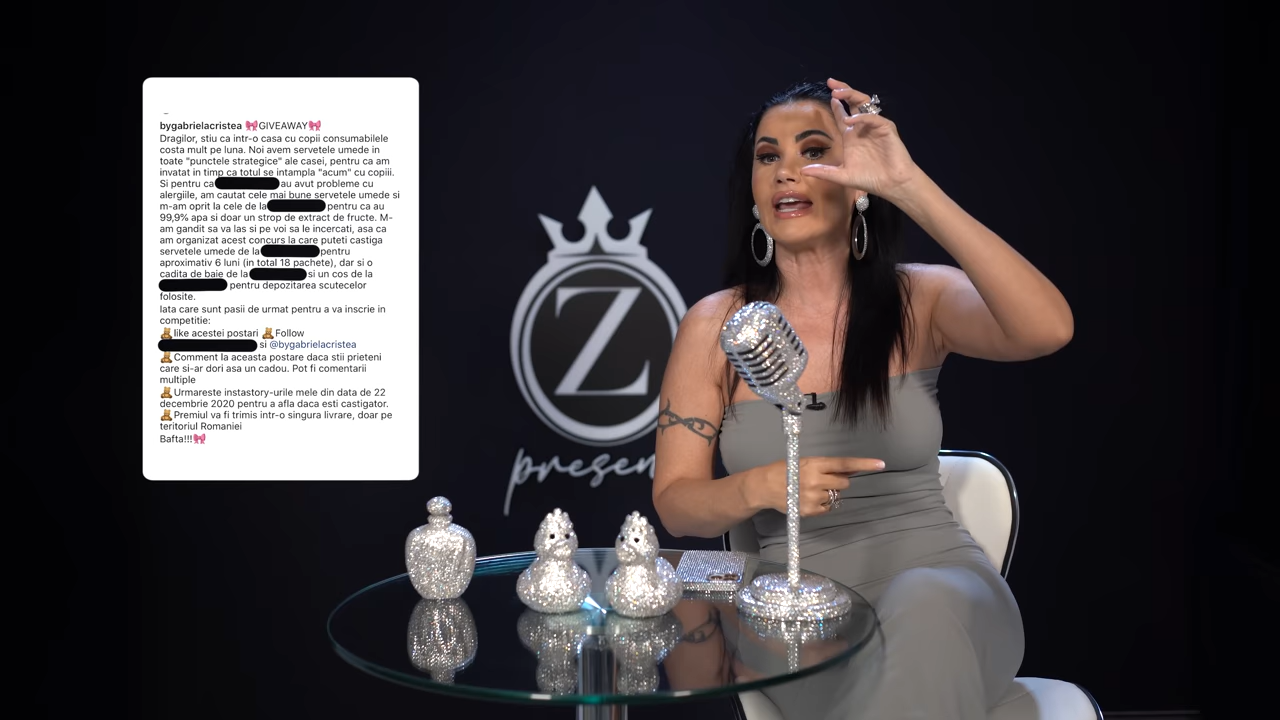 bygabrielacristea 🎀GIVEAWAY🎀
Dragilor, stiu ca intr-o casa cu copii consumabilele
costa mult pe luna. Noi avem servetele umede in
toate "punctele strategice" ale casei, pentru ca am
invatat in timp ca totul se intampla "acum" cu copiii.
Si pentru ca au avut probleme cu
alergiile, am cautat cele mai bune servetele umede si
m-am oprit la cele de la pentru ca au
99,9% apa si doar un strop de extract de fructe. M-
am gandit sa va las si pe voi sa le incercati, asa ca
am organizat acest concurs la care puteti castiga
servetele umede de la pentru
aproximativ 6 luni (in total 18 pachete), dar si o
cadita de baie de la si un cos de la
pentru depozitarea scutecelor
folosite.
Iata care sunt pasii de urmat pentru a va inscrie in
competitie:
🧸like acestei postari 🧸Follow
si @bygabrielacristea
🧸Comment la aceasta postare daca stii prieteni
care si-ar dori asa un cadou. Pot fi comentarii
multiple
🧸Urmareste instastory-urile mele din data de 22
decembrie 2020 pentru a afla daca esti castigator.
🧸Premiul va fi trimis intr-o singura livrare, doar pe
teritoriul Romaniei
Bafta!!!🎀
Z
presen